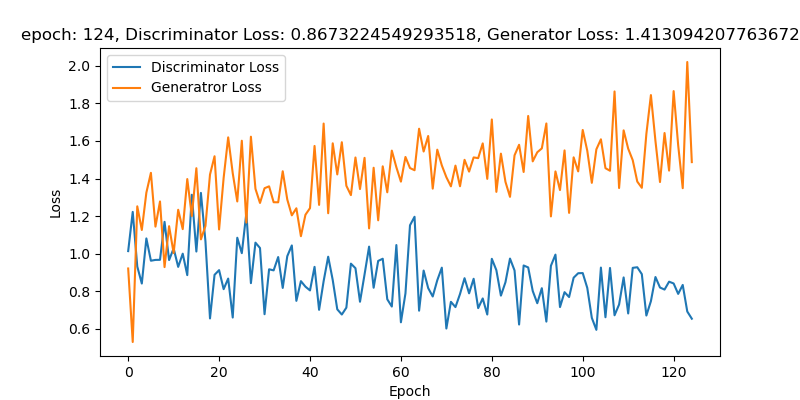 epoch: 124, Discriminator Loss: 0.8673224549293518, Generator Loss: 1.413094207763672
Discriminator Loss
Generatror Loss
2.0
1.8
1.6
1.4
1.2
1.0
0.8
0.6
Loss
0 20 40 60 80 100 120
Epoch